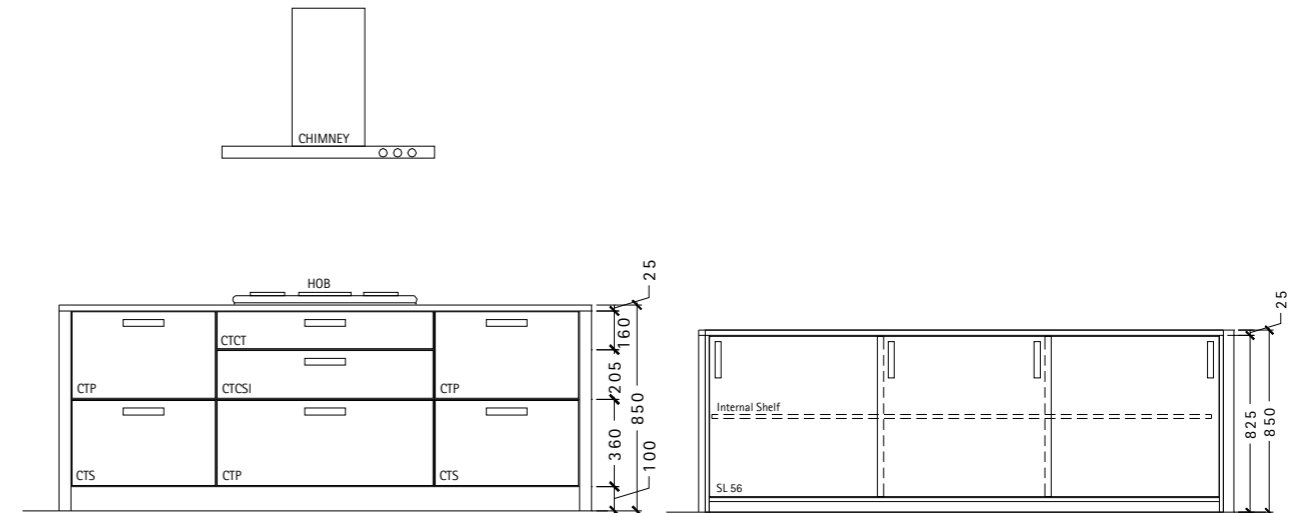 CHIMNEY
HOB
25
160
CTCT
205
CTP
CTCSI
CTP
850
360
100
CTS
CTP
CTS
25
Internal Shelf
825
850
SL 56